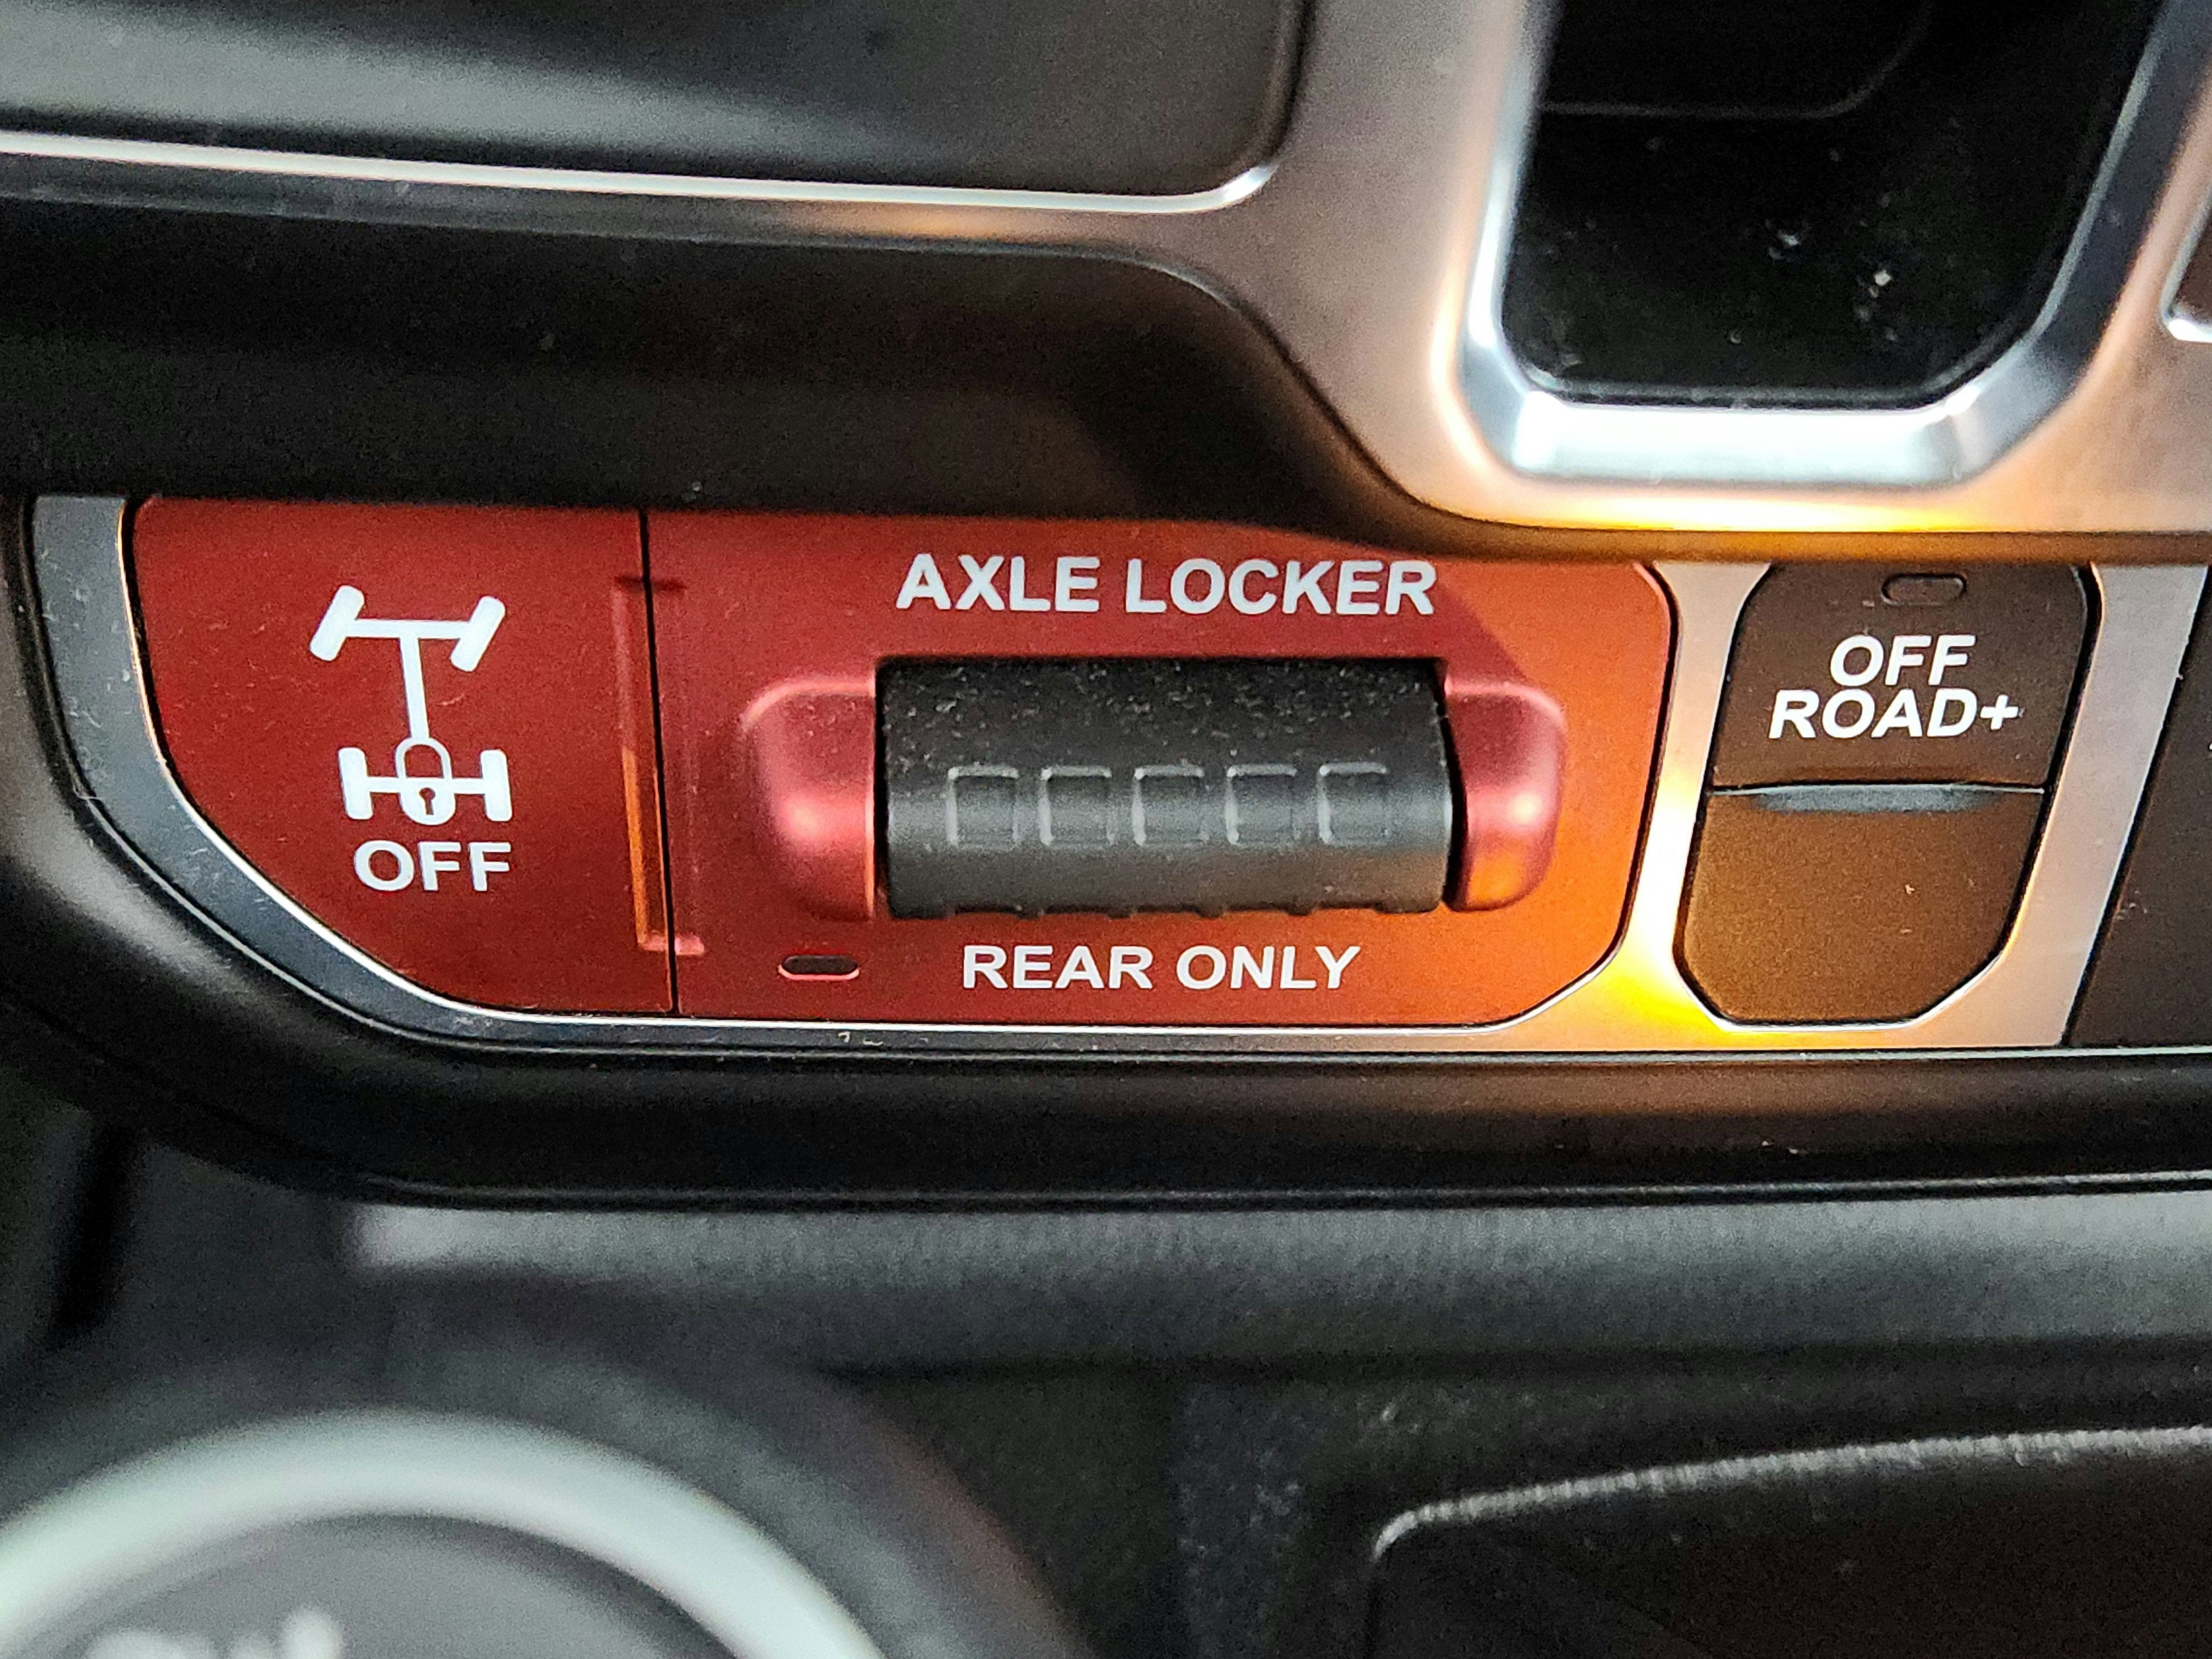 AXLE LOCKER
OFF
REAR ONLY
OFF
ROAD+